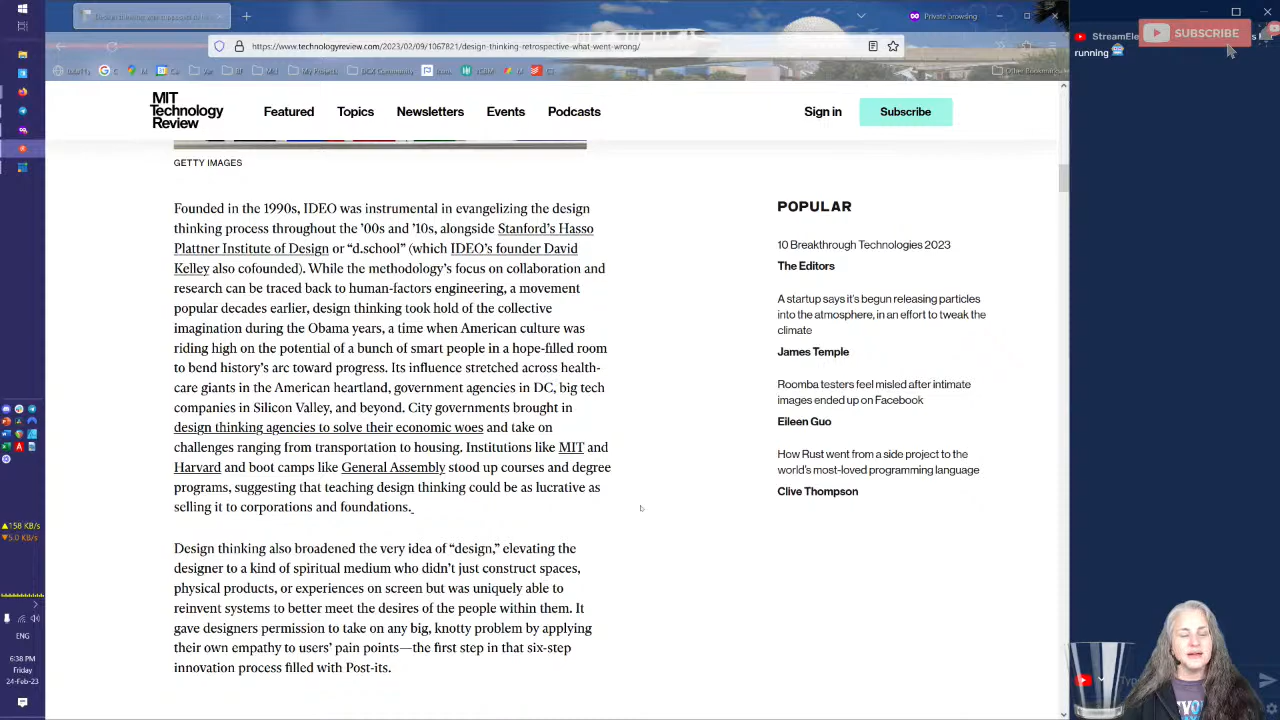 Private browsing
https://www.technologyreview.com/2023/02/09/1067821/design-thinking-retrospective-what-went-wrong/
My Projects
Community
Other Bookmarks
StreamEle
running
SUBSCRIBE
MIT
Technology
Review
Featured
Topics
Newsletters
Events
Podcasts
Sign in
Subscribe
GETTY IMAGES
Founded in the 1990s, IDEO was instrumental in evangelizing the design
thinking process throughout the ’00s and ’10s, alongside Stanford’s Hasso
Plattner Institute of Design or “d.school” (which IDEO’s founder David
Kelley also cofounded). While the methodology’s focus on collaboration and
research can be traced back to human-factors engineering, a movement
popular decades earlier, design thinking took hold of the collective
imagination during the Obama years, a time when American culture was
riding high on the potential of a bunch of smart people in a hope-filled room
to bend history’s arc toward progress. Its influence stretched across health-
care giants in the American heartland, government agencies in DC, big tech
companies in Silicon Valley, and beyond. City governments brought in
design thinking agencies to solve their economic woes and take on
challenges ranging from transportation to housing. Institutions like MIT and
Harvard and boot camps like General Assembly stood up courses and degree
programs, suggesting that teaching design thinking could be as lucrative as
selling it to corporations and foundations.
Design thinking also broadened the very idea of “design,” elevating the
designer to a kind of spiritual medium who didn’t just construct spaces,
physical products, or experiences on screen but was uniquely able to
reinvent systems to better meet the desires of the people within them. It
gave designers permission to take on any big, knotty problem by applying
their own empathy to users’ pain points—the first step in that six-step
innovation process filled with Post-its.
POPULAR
10 Breakthrough Technologies 2023
The Editors
A startup says it’s begun releasing particles
into the atmosphere, in an effort to tweak the
climate
James Temple
Roomba testers feel misled after intimate
images ended up on Facebook
Eileen Guo
How Rust went from a side project to the
world’s most-loved programming language
Clive Thompson
158 KB/s
5.0 KB/s
ENG
6:38 PM
Friday
24-Feb-23